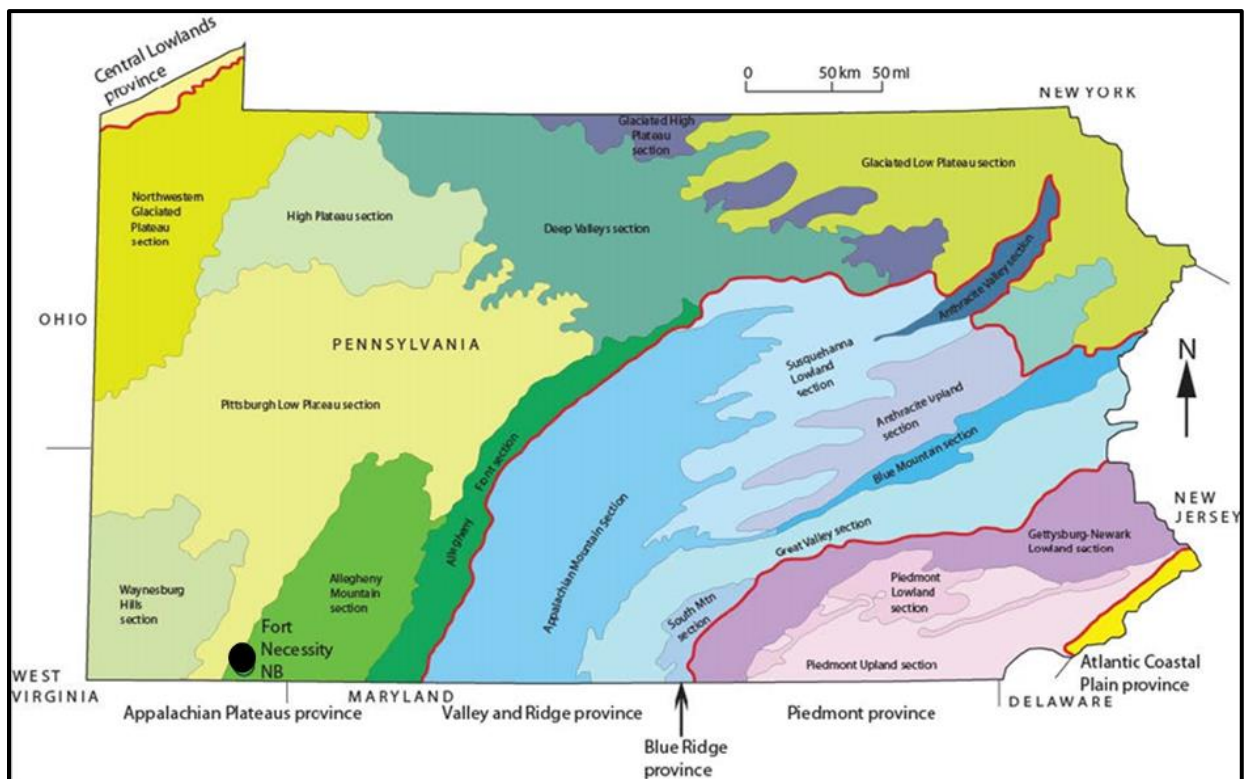 Central Lowlands
province
0
50 km
50 mi
NEW YORK
Glaciated High
Plateau
section
Glaciated Low Plateau section
Northwestern
Glaciated
Plateau
section
High Plateau section
Deep Valleys section
Anthracite Valley section
OHIO
PENNSYLVANIA
Susquehanna
Lowland
section
N
Pittsburgh Low Plateau section
Anthracite Upland
section
Blue Mountain section
Font section
Allegheny
NEW
JERSEY
Great Valley section
Gettysburg-Newark
Lowland section
Appalachian Mountain Section
Waynesburg
Hills
section
Allegheny
Mountain
section
Piedmont
Lowland
section
South Mtn
section
Fort
Necessity
NB
Piedmont Upland section
Atlantic Coastal
Plain province
WEST
VIRGINIA
MARYLAND
DELAWARE
Appalachian Plateaus province
Valley and Ridge province
Piedmont province
Blue Ridge
province